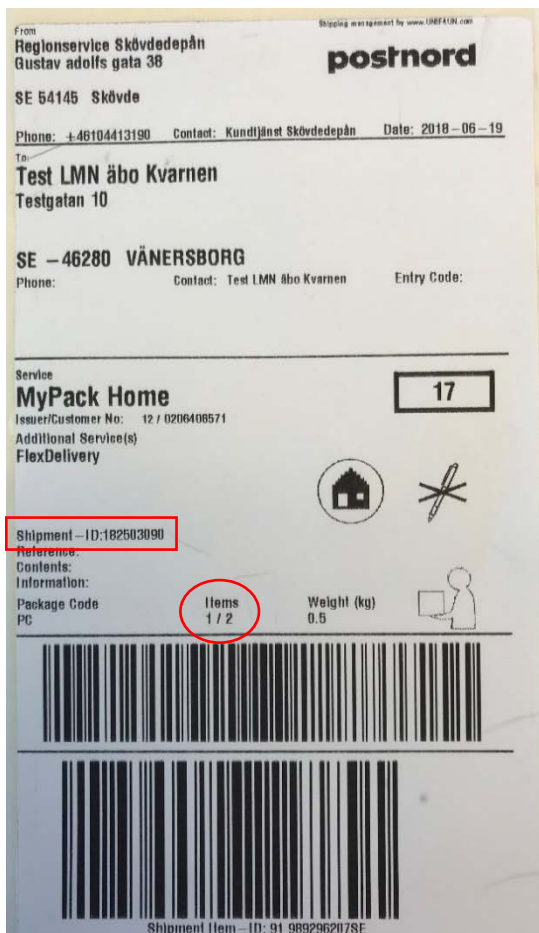 From
Shipping management by www.UNIFAUN.com
Regionservice Skövdedepån
Gustav adolfs gata 38
postnord
SE 54145 Skövde
Phone: +46104413190 Contact: Kundtjänst Skövdedepån Date: 2018-06-19
To:
Test LMN äbo Kvarnen
Testgatan 10
SE -46280 VÄNERSBORG
Phone: Contact: Test LMN äbo Kvarnen Entry Code:
Service
MyPack Home
17
Issuer/Customer No: 12 / 0206406571
Additional Service(s)
FlexDelivery
Shipment-ID:182503090
Reference:
Contents:
Information:
Package Code Items Weight (kg)
PC 1 / 2 0.5
Shipment Item-ID: 91 989296207SE